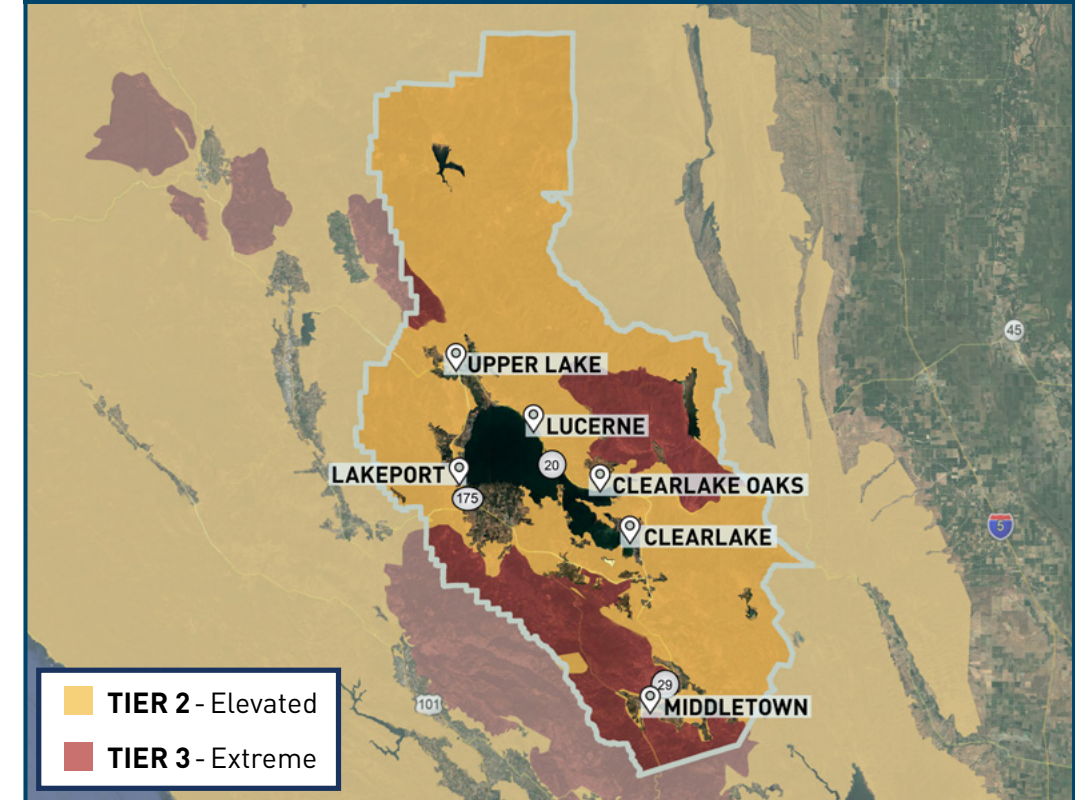 45
UPPER LAKE
LUCERNE
20
LAKEPORT
175
CLEARLAKE OAKS
5
CLEARLAKE
29
MIDDLETOWN
101
TIER 2 - Elevated
TIER 3 - Extreme